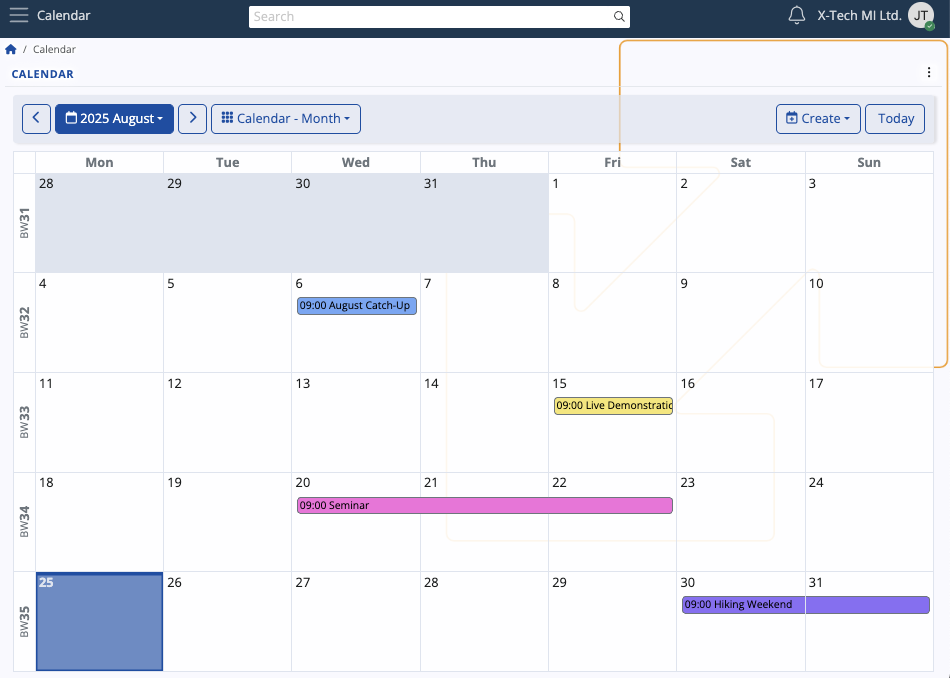 Calendar
Search
X-Tech MI Ltd. JT
/ Calendar
CALENDAR
2025 August Calendar - Month Create Today
Mon Tue Wed Thu Fri Sat Sun
BW31 28 29 30 31 1 2 3
BW32 4 5 6 7 8 9 10
09:00 August Catch-Up
BW33 11 12 13 14 15 16 17
09:00 Live Demonstratio
BW34 18 19 20 21 22 23 24
09:00 Seminar
BW35 25 26 27 28 29 30 31
09:00 Hiking Weekend